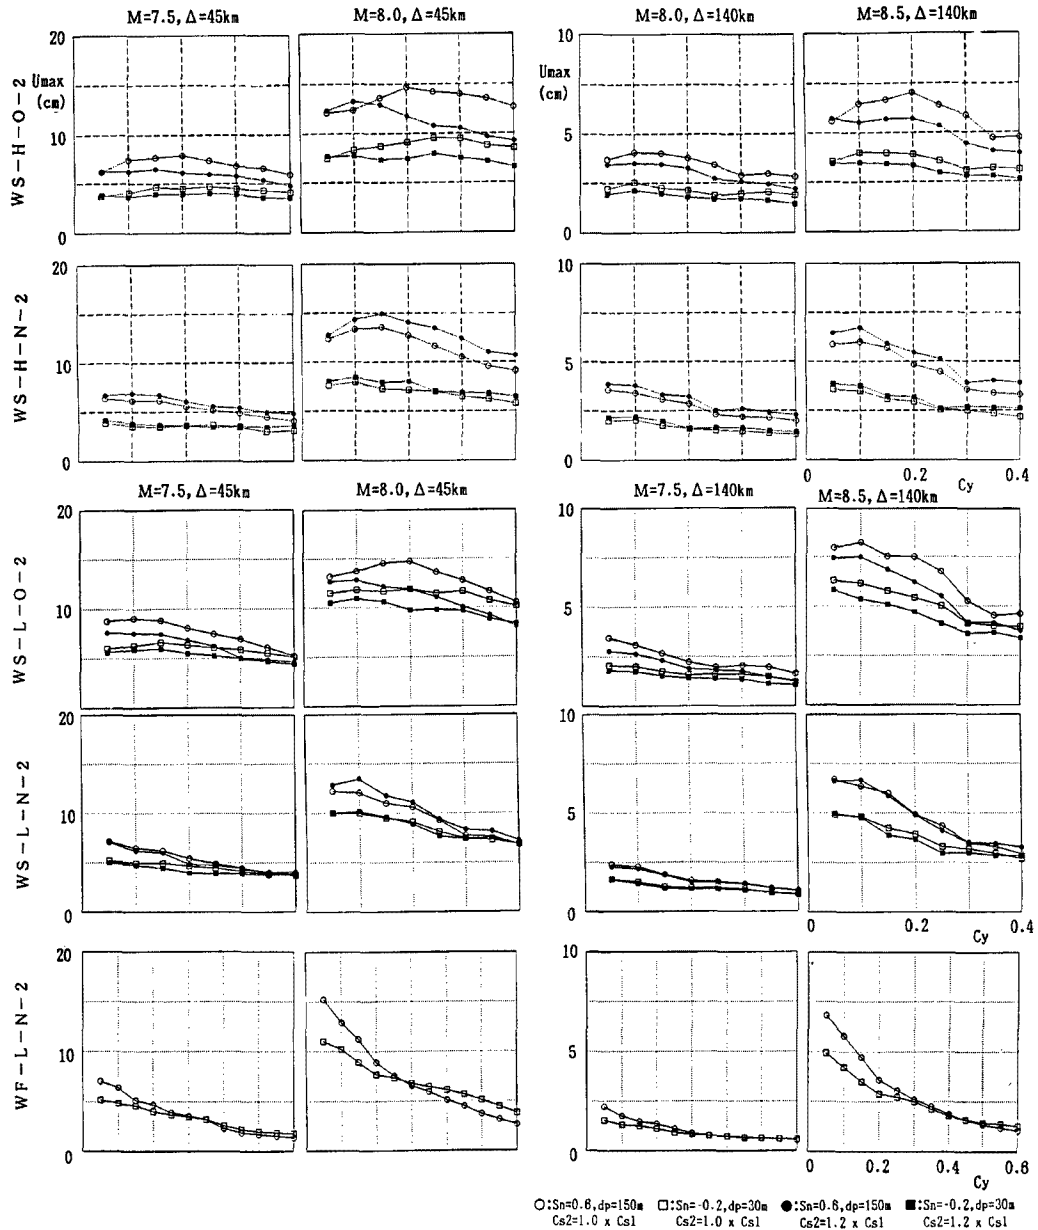 M=7.5, Δ=45km M=8.0, Δ=45km M=8.0, Δ=140km M=8.5, Δ=140km
WS-H-O-2
20
Umax
(cm)
10
0
10
Umax
(cm)
5
0
WS-H-N-2
20
10
0
10
5
0
0 0.2 0.4
Cy
M=7.5, Δ=45km M=8.0, Δ=45km M=7.5, Δ=140km M=8.5, Δ=140km
WS-L-O-2
20
10
0
10
5
0
WS-L-N-2
20
10
0
10
5
0
0 0.2 0.4
Cy
WF-L-N-2
20
10
0
10
5
0
0 0.2 0.4 0.6
Cy
○:Sn=0.6,dp=150m □:Sn=-0.2,dp=30m ●:Sn=0.6,dp=150m ■:Sn=-0.2,dp=30m
Cs2=1.0 x Cs1 Cs2=1.0 x Cs1 Cs2=1.2 x Cs1 Cs2=1.2 x Cs1